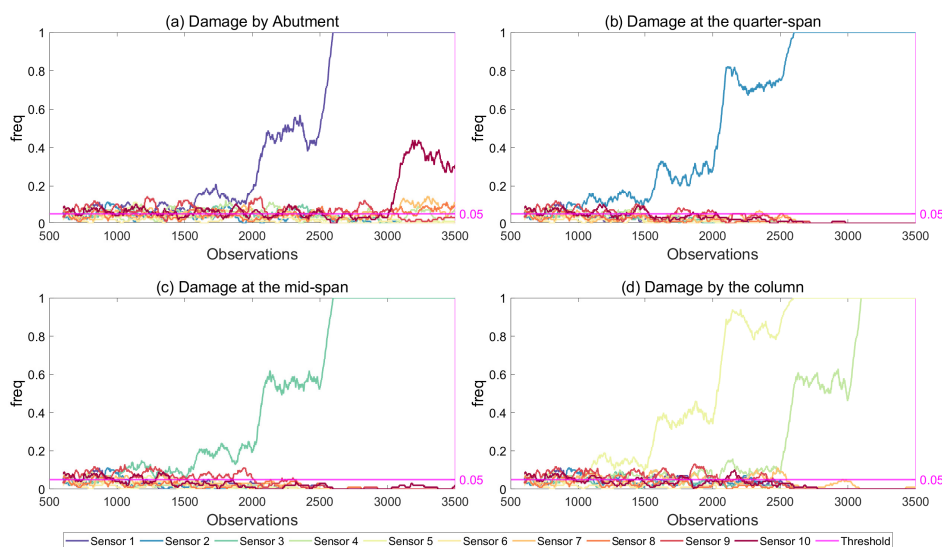 (a) Damage by Abutment
(b) Damage at the quarter-span
1
0.8
0.6
0.4
0.2
0
freq
500 1000 1500 2000 2500 3000 3500
Observations
0.05
1
0.8
0.6
0.4
0.2
0
freq
500 1000 1500 2000 2500 3000 3500
Observations
0.05
(c) Damage at the mid-span
(d) Damage by the column
1
0.8
0.6
0.4
0.2
0
freq
500 1000 1500 2000 2500 3000 3500
Observations
0.05
1
0.8
0.6
0.4
0.2
0
freq
500 1000 1500 2000 2500 3000 3500
Observations
0.05
Sensor 1 Sensor 2 Sensor 3 Sensor 4 Sensor 5 Sensor 6 Sensor 7 Sensor 8 Sensor 9 Sensor 10 Threshold